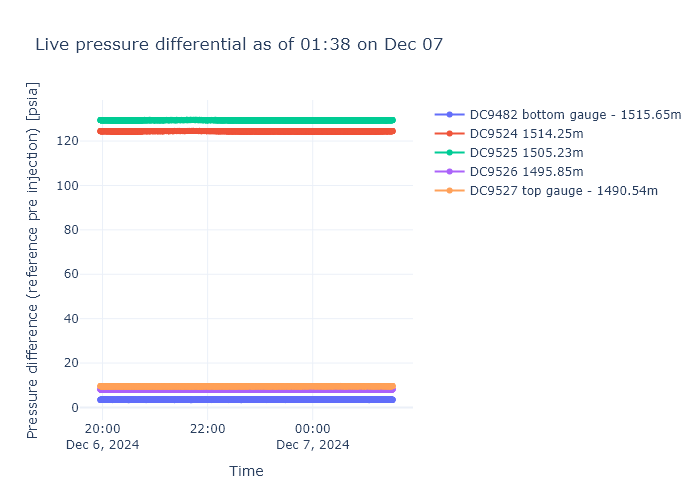 Live pressure differential as of 01:38 on Dec 07
Pressure difference (reference pre injection) [psia]
120
100
80
60
40
20
0
20:00
Dec 6, 2024
22:00
00:00
Dec 7, 2024
Time
DC9482 bottom gauge - 1515.65m
DC9524 1514.25m
DC9525 1505.23m
DC9526 1495.85m
DC9527 top gauge - 1490.54m